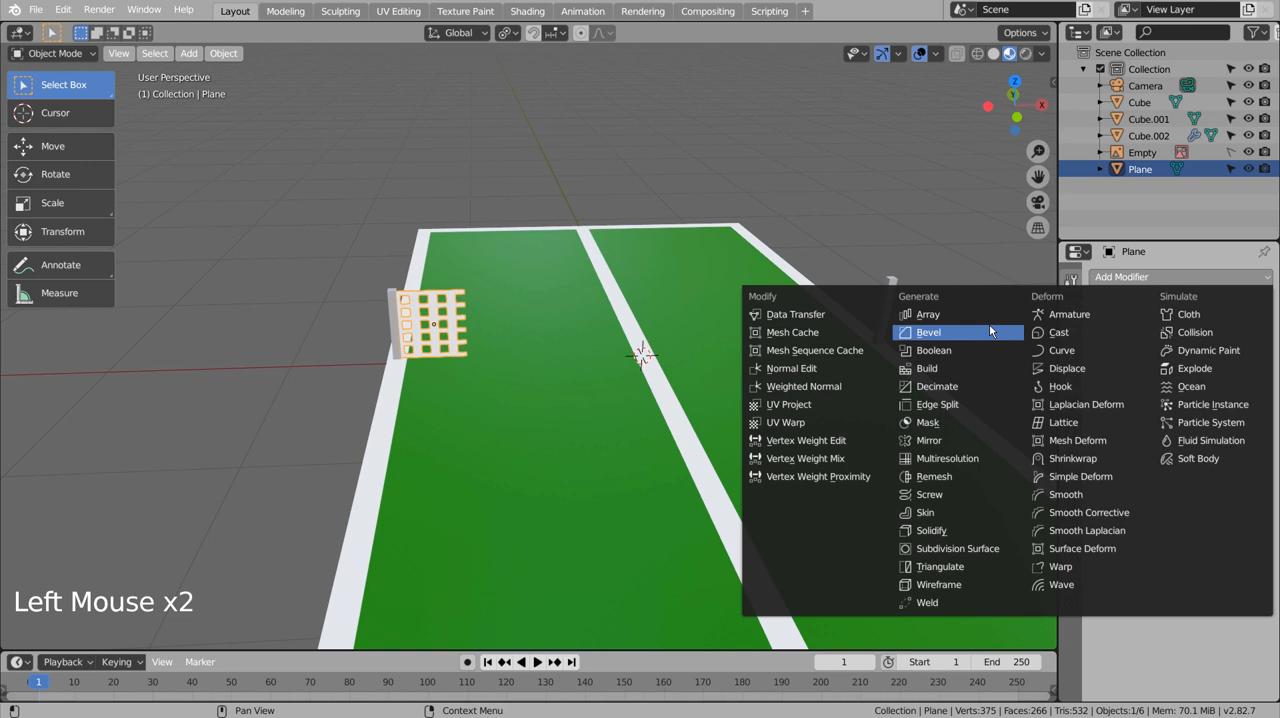 File Edit Render Window Help Layout Modeling Sculpting UV Editing Texture Paint Shading Animation Rendering Compositing Scripting + Scene View Layer
Global Options
Object Mode View Select Add Object
User Perspective
(1) Collection | Plane
Select Box
Cursor
Move
Rotate
Scale
Transform
Annotate
Measure
Z
Y
X
Scene Collection
Collection
Camera
Cube
Cube.001
Cube.002
Empty
Plane
Plane
Add Modifier
Modify
Data Transfer
Mesh Cache
Mesh Sequence Cache
Normal Edit
Weighted Normal
UV Project
UV Warp
Vertex Weight Edit
Vertex Weight Mix
Vertex Weight Proximity
Generate
Array
Bevel
Boolean
Build
Decimate
Edge Split
Mask
Mirror
Multiresolution
Remesh
Screw
Skin
Solidify
Subdivision Surface
Triangulate
Wireframe
Weld
Deform
Armature
Cast
Curve
Displace
Hook
Laplacian Deform
Lattice
Mesh Deform
Shrinkwrap
Simple Deform
Smooth
Smooth Corrective
Smooth Laplacian
Surface Deform
Warp
Wave
Simulate
Cloth
Collision
Dynamic Paint
Explode
Ocean
Particle Instance
Particle System
Fluid Simulation
Soft Body
Left Mouse x2
Playback Keying View Marker 1 Start 1 End 250
1 10 20 30 40 50 60 70 80 90 100 110 120 130 140 150 160 170 180 190 200 210 220 230 240 250
Pan View Context Menu Collection | Plane | Verts:375 | Faces:266 | Tris:532 | Objects:1/6 | Mem: 70.1 MiB | v2.82.7